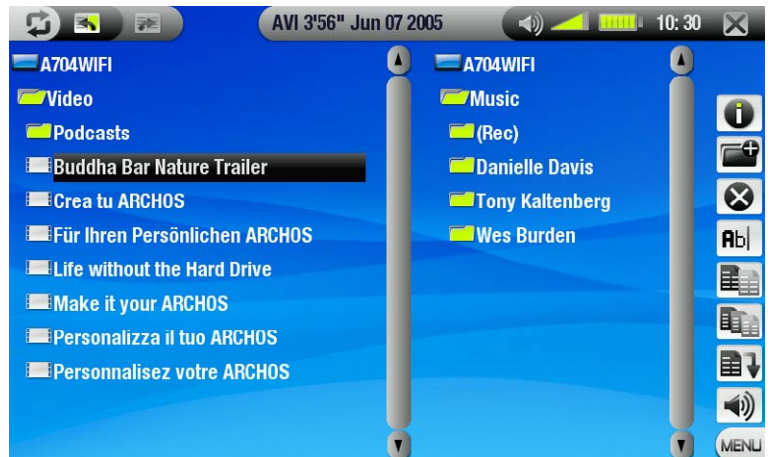 AVI 3'56" Jun 07 2005
10:30
A704WIFI
Video
Podcasts
Buddha Bar Nature Trailer
Crea tu ARCHOS
Für Ihren Persönlichen ARCHOS
Life without the Hard Drive
Make it your ARCHOS
Personalizza il tuo ARCHOS
Personnalisez votre ARCHOS
A704WIFI
Music
(Rec)
Danielle Davis
Tony Kaltenberg
Wes Burden
Ab|
MENU